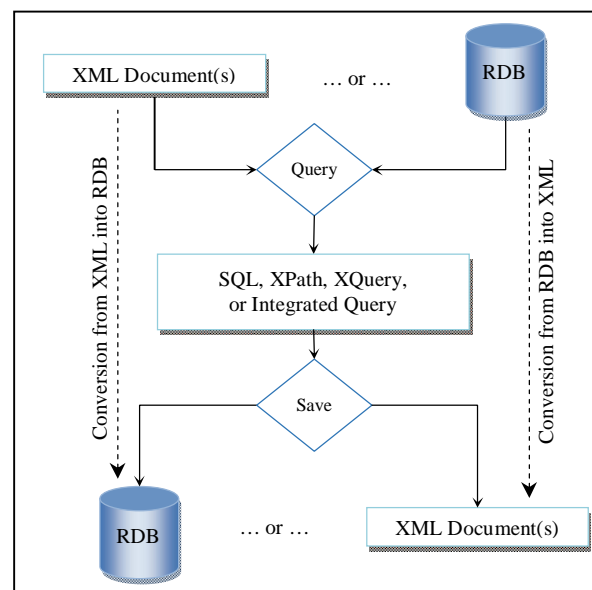 XML Document(s)
… or …
RDB
Conversion from XML into RDB
Query
Conversion from RDB into XML
SQL, XPath, XQuery,
or Integrated Query
Save
RDB
… or …
XML Document(s)